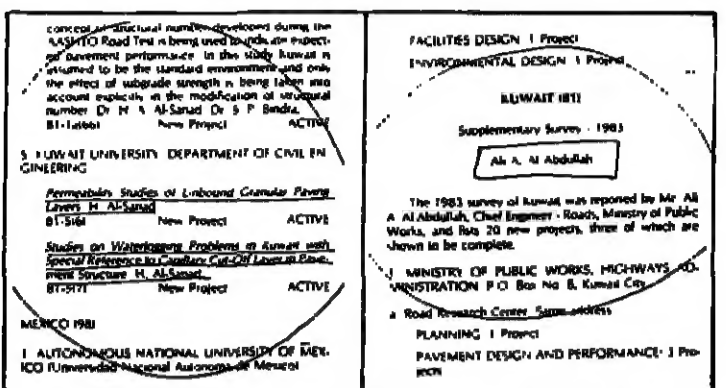 concept of structural number developed during the
AASHTO Road Test is being used to indicate expect-
ed pavement performance. In this study Kuwait is
assumed to be the standard environment and only
the effect of subgrade strength is being taken into
account explicitly in the modification of structural
number Dr H A Al-Sanad Dr S P Bindra
New Project ACTIVE
5 KUWAIT UNIVERSITY DEPARTMENT OF CIVIL EN
GINEERING
Permeability Studies of Unbound Granular Paving
Layers H. Al-Sanad
BT-5161 New Project ACTIVE
Studies on Waterlogging Problems in Kuwait with
Special Reference to Capillary Cut-Off Layer in Pave-
ment Structure H. Al-Sanad
BT-5171 New Project ACTIVE
MEXICO 1981
1 AUTONOMOUS NATIONAL UNIVERSITY OF MEX-
ICO (Universidad Nacional Autonoma de Mexico)
FACILITIES DESIGN 1 Project
ENVIRONMENTAL DESIGN 1 Project
KUWAIT 1811
Supplementary Survey - 1983
Ali A. Al Abdullah
The 1983 survey of Kuwait was reported by Mr. Ali
A Al Abdullah, Chief Engineer - Roads, Ministry of Public
Works, and lists 20 new projects, three of which are
shown to be complete.
1 MINISTRY OF PUBLIC WORKS, HIGHWAYS AD-
MINISTRATION P O Box No 8, Kuwait City
a Road Research Center Same address
PLANNING 1 Project
PAVEMENT DESIGN AND PERFORMANCE: 3 Pro-
jects